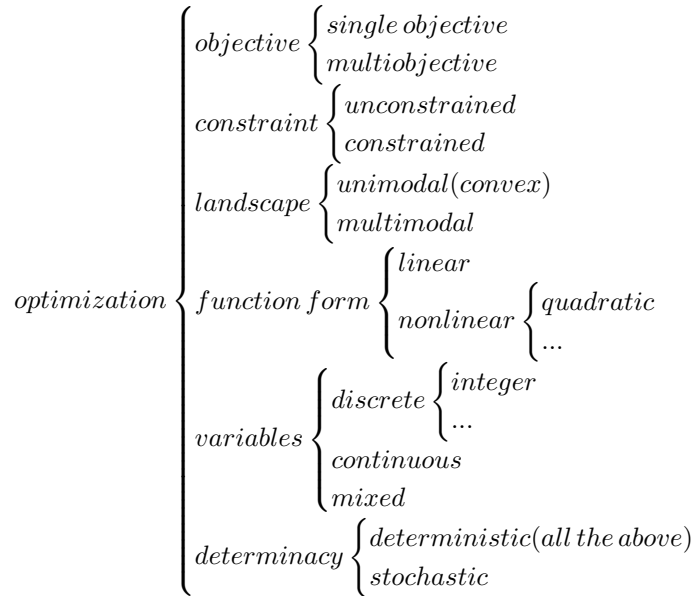 optimization
objective
single objective
multiobjective
constraint
unconstrained
constrained
landscape
unimodal(convex)
multimodal
function form
linear
nonlinear
quadratic
...
variables
discrete
integer
...
continuous
mixed
determinacy
deterministic(all the above)
stochastic